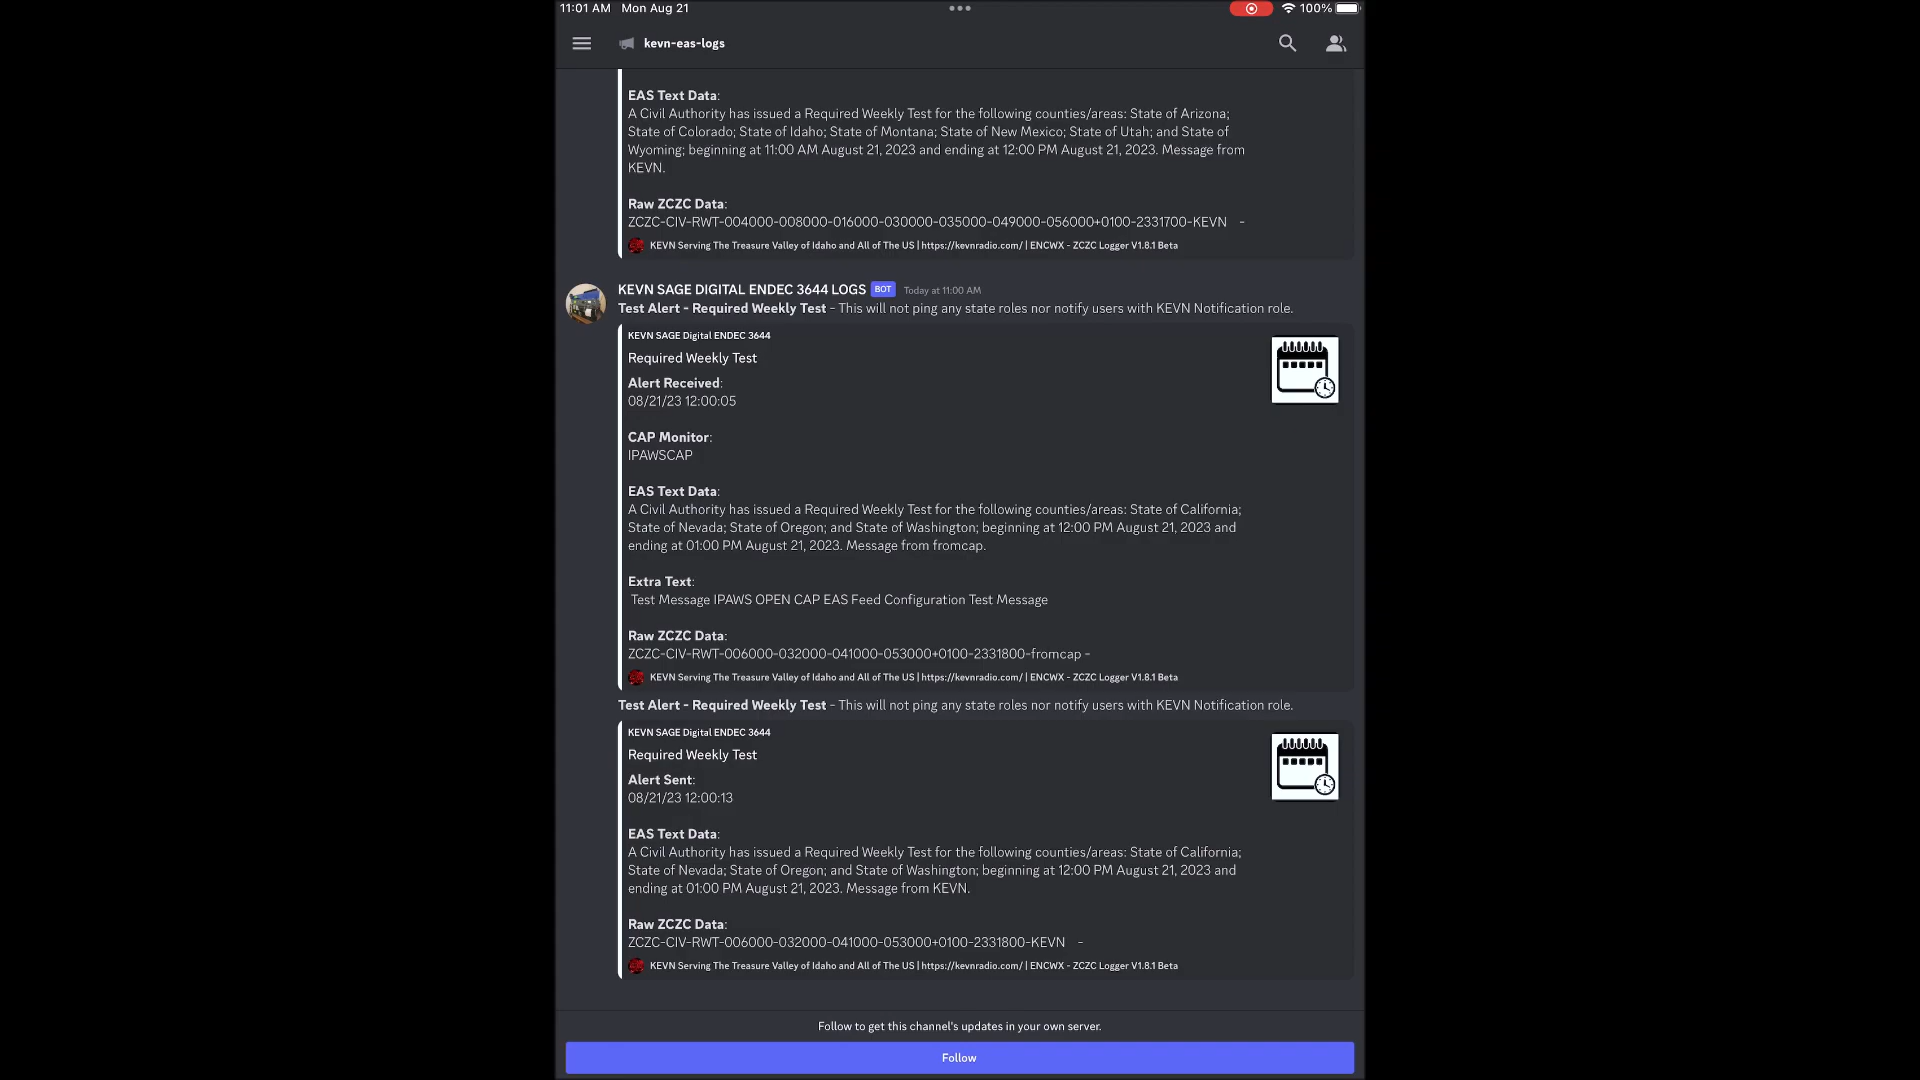 11:01 AM Mon Aug 21
100%
kevn-eas-logs
EAS Text Data:
A Civil Authority has issued a Required Weekly Test for the following counties/areas: State of Arizona;
State of Colorado; State of Idaho; State of Montana; State of New Mexico; State of Utah; and State of
Wyoming; beginning at 11:00 AM August 21, 2023 and ending at 12:00 PM August 21, 2023. Message from
KEVN.
Raw ZCZC Data:
ZCZC-CIV-RWT-004000-008000-016000-030000-035000-049000-056000+0100-2331700-KEVN -
KEVN Serving The Treasure Valley of Idaho and All of The US | https://kevnradio.com/ | ENCWX - ZCZC Logger V1.8.1 Beta
KEVN SAGE DIGITAL ENDEC 3644 LOGS BOT Today at 11:00 AM
Test Alert - Required Weekly Test - This will not ping any state roles nor notify users with KEVN Notification role.
KEVN SAGE Digital ENDEC 3644
Required Weekly Test
Alert Received:
08/21/23 12:00:05
CAP Monitor:
IPAWSCAP
EAS Text Data:
A Civil Authority has issued a Required Weekly Test for the following counties/areas: State of California;
State of Nevada; State of Oregon; and State of Washington; beginning at 12:00 PM August 21, 2023 and
ending at 01:00 PM August 21, 2023. Message from fromcap.
Extra Text:
Test Message IPAWS OPEN CAP EAS Feed Configuration Test Message
Raw ZCZC Data:
ZCZC-CIV-RWT-006000-032000-041000-053000+0100-2331800-fromcap -
KEVN Serving The Treasure Valley of Idaho and All of The US | https://kevnradio.com/ | ENCWX - ZCZC Logger V1.8.1 Beta
Test Alert - Required Weekly Test - This will not ping any state roles nor notify users with KEVN Notification role.
KEVN SAGE Digital ENDEC 3644
Required Weekly Test
Alert Sent:
08/21/23 12:00:13
EAS Text Data:
A Civil Authority has issued a Required Weekly Test for the following counties/areas: State of California;
State of Nevada; State of Oregon; and State of Washington; beginning at 12:00 PM August 21, 2023 and
ending at 01:00 PM August 21, 2023. Message from KEVN.
Raw ZCZC Data:
ZCZC-CIV-RWT-006000-032000-041000-053000+0100-2331800-KEVN -
KEVN Serving The Treasure Valley of Idaho and All of The US | https://kevnradio.com/ | ENCWX - ZCZC Logger V1.8.1 Beta
Follow to get this channel's updates in your own server.
Follow